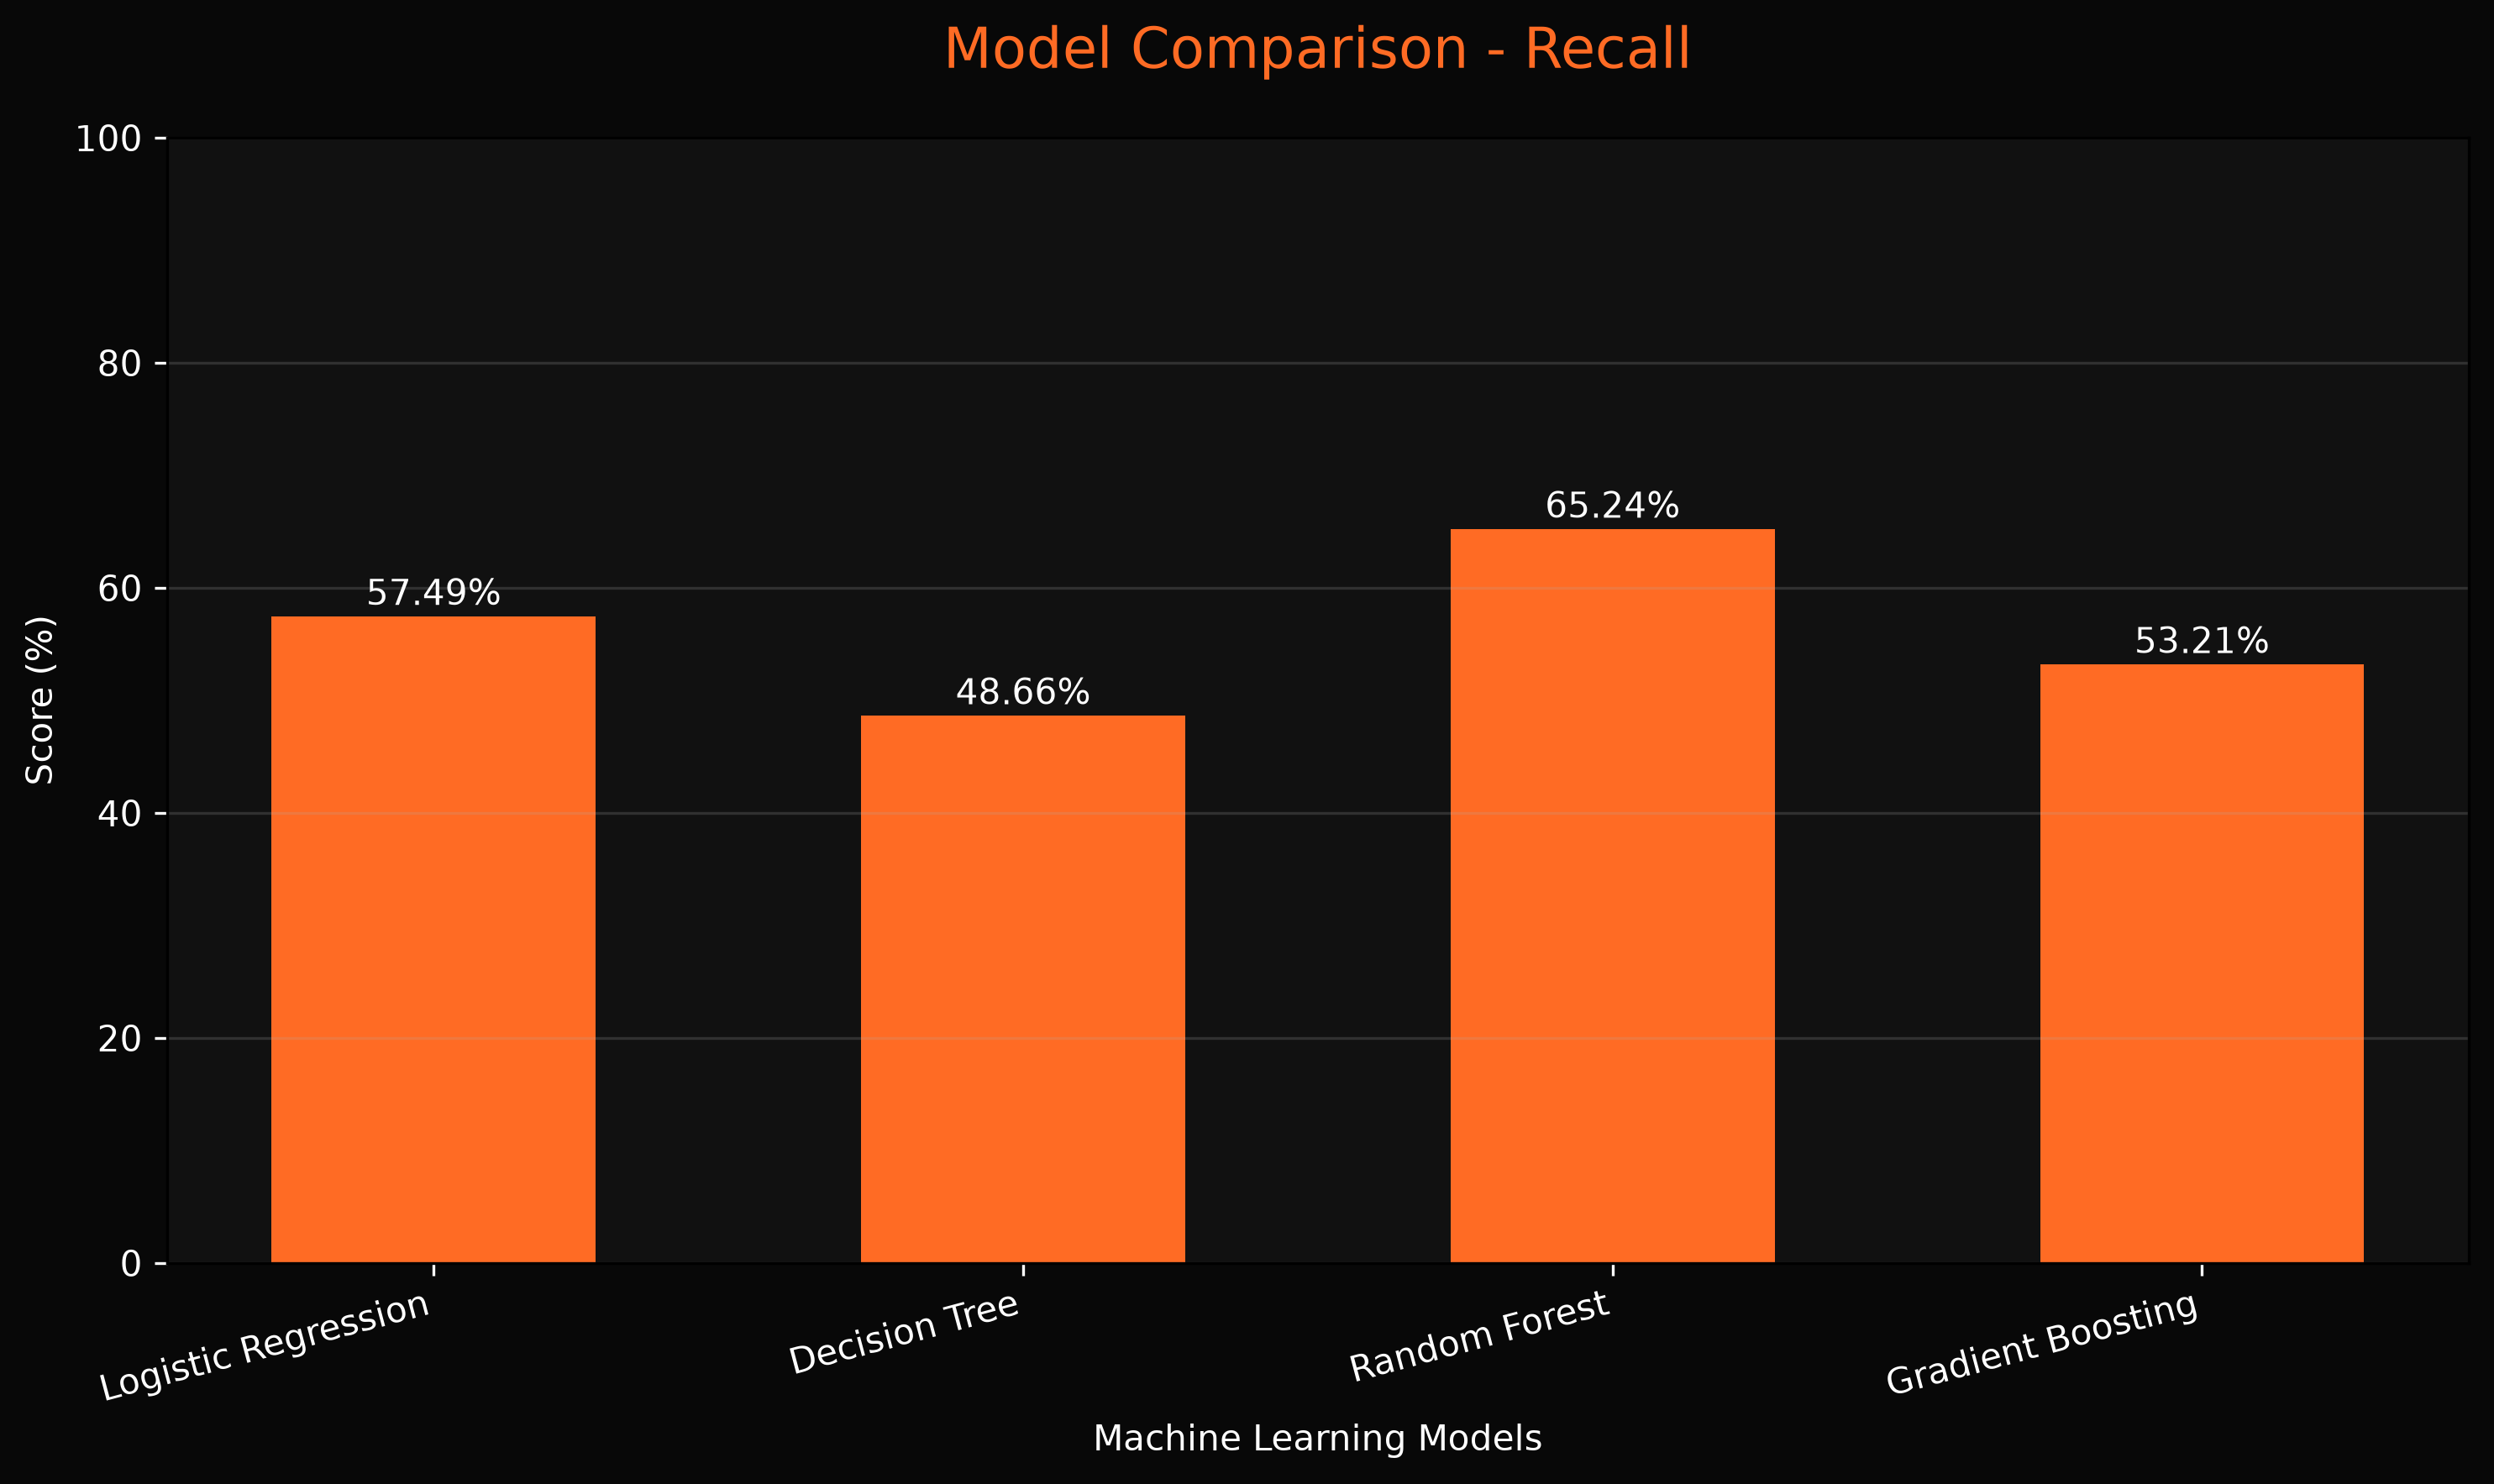 Model Comparison - Recall
100
80
60
40
20
0
Score (%)
57.49%
48.66%
65.24%
53.21%
Logistic Regression
Decision Tree
Random Forest
Gradient Boosting
Machine Learning Models